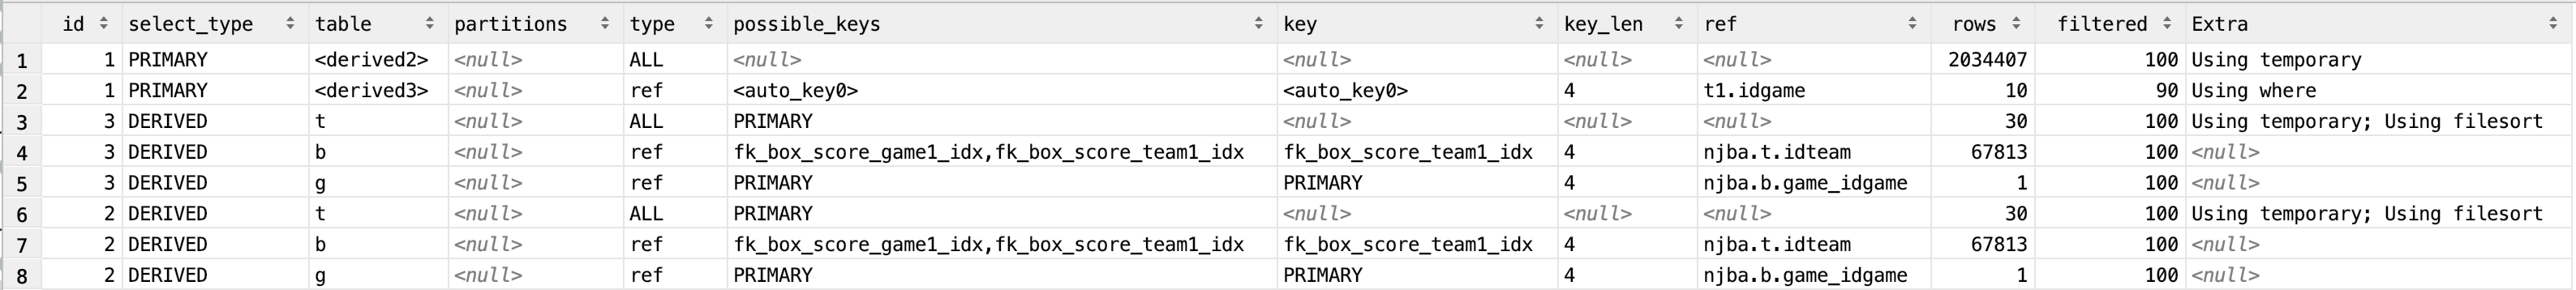 id select_type table partitions type possible_keys key key_len ref rows filtered Extra
1 1 PRIMARY <derived2> <null> ALL <null> <null> <null> <null> 2034407 100 Using temporary
2 1 PRIMARY <derived3> <null> ref <auto_key0> <auto_key0> 4 t1.idgame 10 90 Using where
3 3 DERIVED t <null> ALL PRIMARY <null> <null> <null> 30 100 Using temporary; Using filesort
4 3 DERIVED b <null> ref fk_box_score_game1_idx,fk_box_score_team1_idx fk_box_score_team1_idx 4 njba.t.idteam 67813 100 <null>
5 3 DERIVED g <null> ref PRIMARY PRIMARY 4 njba.b.game_idgame 1 100 <null>
6 2 DERIVED t <null> ALL PRIMARY <null> <null> <null> 30 100 Using temporary; Using filesort
7 2 DERIVED b <null> ref fk_box_score_game1_idx,fk_box_score_team1_idx fk_box_score_team1_idx 4 njba.t.idteam 67813 100 <null>
8 2 DERIVED g <null> ref PRIMARY PRIMARY 4 njba.b.game_idgame 1 100 <null>